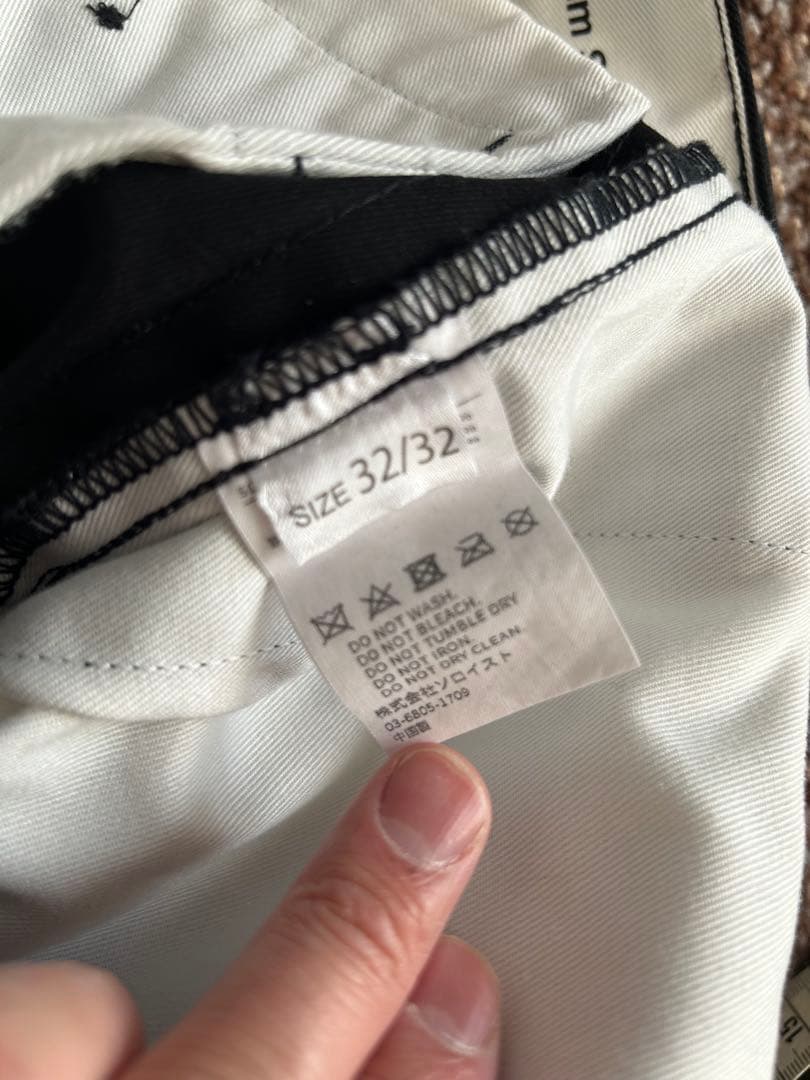 m S
SIZE 32/32
DO NOT WASH.
DO NOT BLEACH.
DO NOT TUMBLE DRY
DO NOT IRON.
DO NOT DRY CLEAN.
株式会社ソロイスト
03-6805-1709
中国製
15